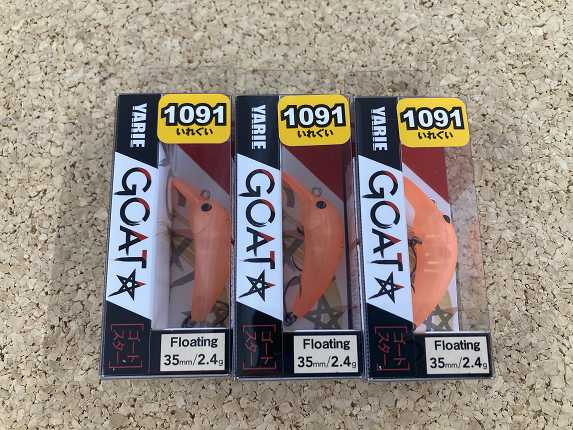 YARIE
1091
いれぐい
GOAT
[ゴート
スター]
Floating
35mm/2.4g
YARIE
1091
いれぐい
GOAT
[ゴート
スター]
Floating
35mm/2.4g
YARIE
1091
いれぐい
GOAT
[ゴート
スター]
Floating
35mm/2.4g